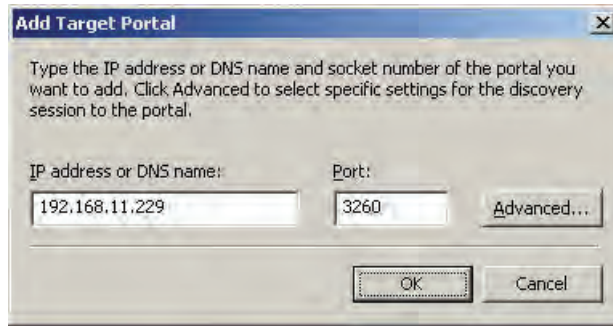 Add Target Portal
Type the IP address or DNS name and socket number of the portal you
want to add. Click Advanced to select specific settings for the discovery
session to the portal.
IP address or DNS name:
Port:
192.168.11.229
3260
Advanced...
OK
Cancel